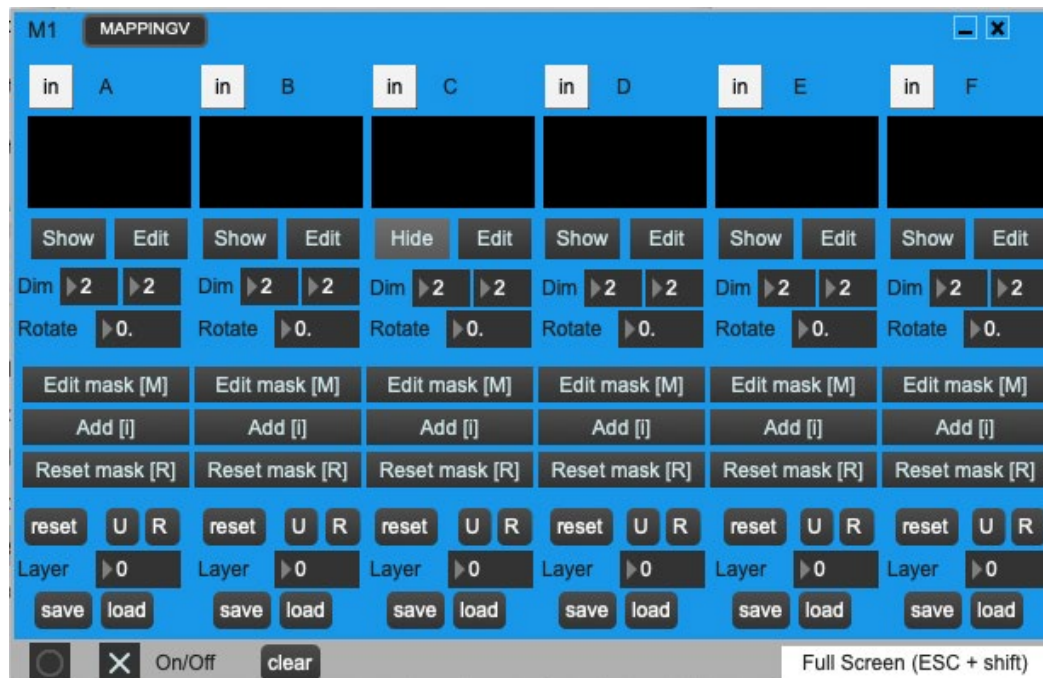 M1 MAPPINGV
in A in B in C in D in E in F
Show Edit Show Edit Hide Edit Show Edit Show Edit Show Edit
Dim 2 2 Dim 2 2 Dim 2 2 Dim 2 2 Dim 2 2 Dim 2 2
Rotate 0. Rotate 0. Rotate 0. Rotate 0. Rotate 0. Rotate 0.
Edit mask [M] Edit mask [M] Edit mask [M] Edit mask [M] Edit mask [M] Edit mask [M]
Add [i] Add [i] Add [i] Add [i] Add [i] Add [i]
Reset mask [R] Reset mask [R] Reset mask [R] Reset mask [R] Reset mask [R] Reset mask [R]
reset U R reset U R reset U R reset U R reset U R reset U R
Layer 0 Layer 0 Layer 0 Layer 0 Layer 0 Layer 0
save load save load save load save load save load save load
On/Off clear Full Screen (ESC + shift)